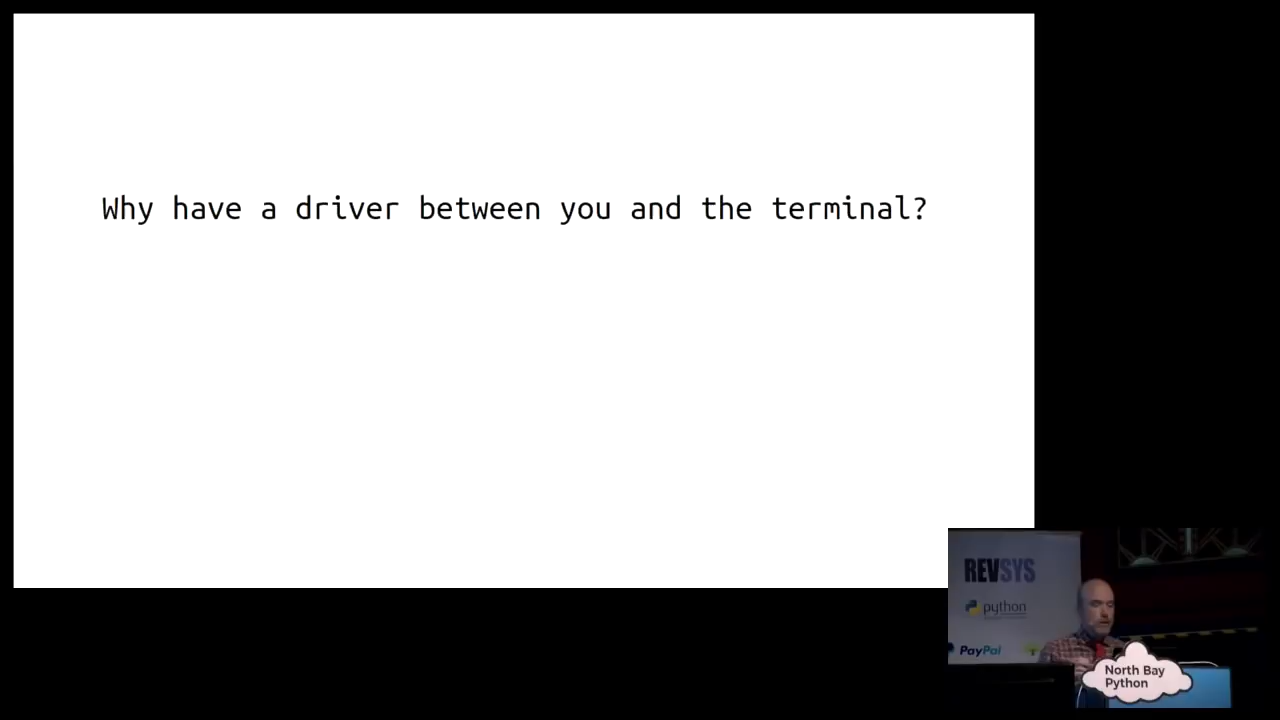 Why have a driver between you and the terminal?
REVSYS
python
PayPal
North Bay
Python